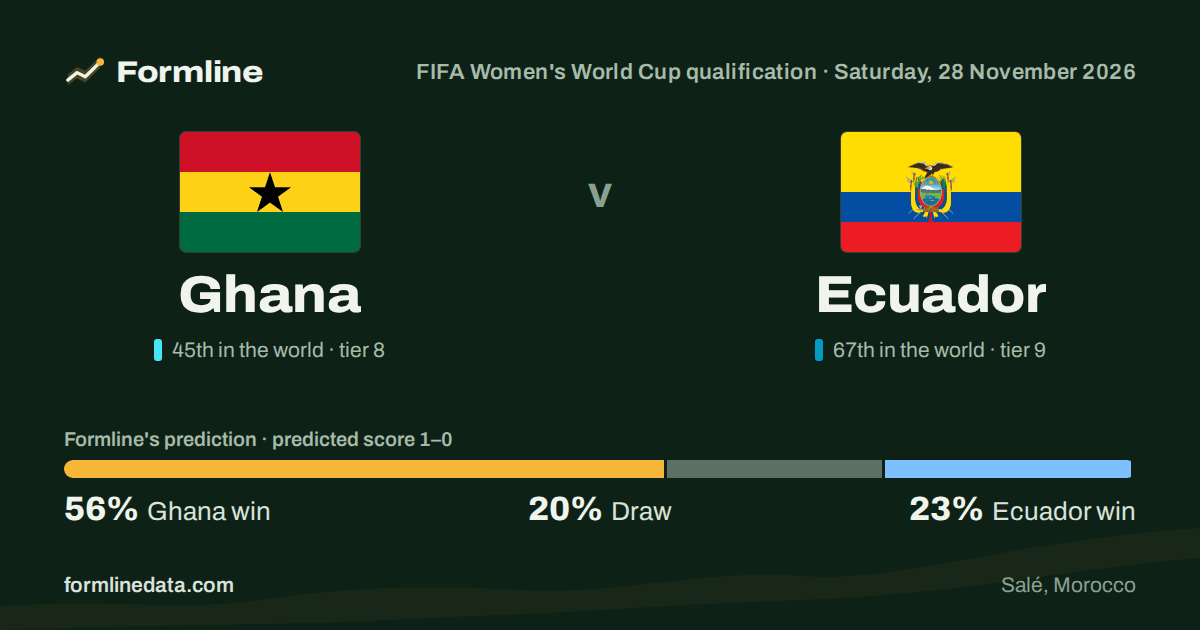 Formline
FIFA Women's World Cup qualification · Saturday, 28 November 2026
v
Ghana
Ecuador
45th in the world · tier 8
67th in the world · tier 9
Formline's prediction · predicted score 1–0
56% Ghana win
20% Draw
23% Ecuador win
formlinedata.com
Salé, Morocco